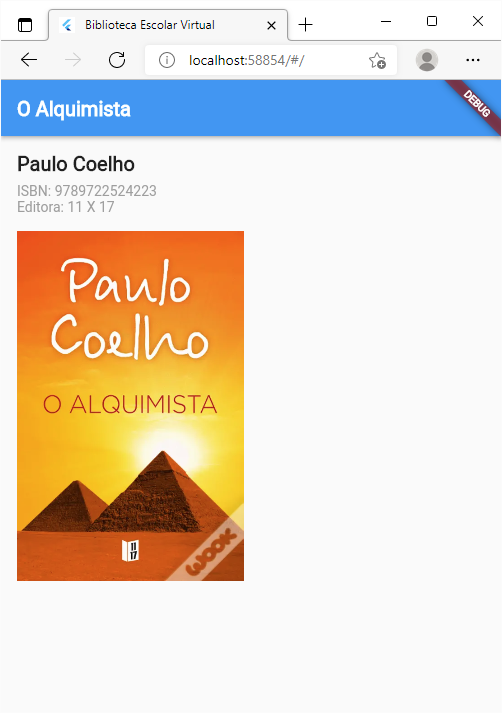 Biblioteca Escolar Virtual
localhost:58854/#/
O Alquimista
DEBUG
Paulo Coelho
ISBN: 9789722524223
Editora: 11 X 17
Paulo
Coelho
O ALQUIMISTA
11
17
WOOK